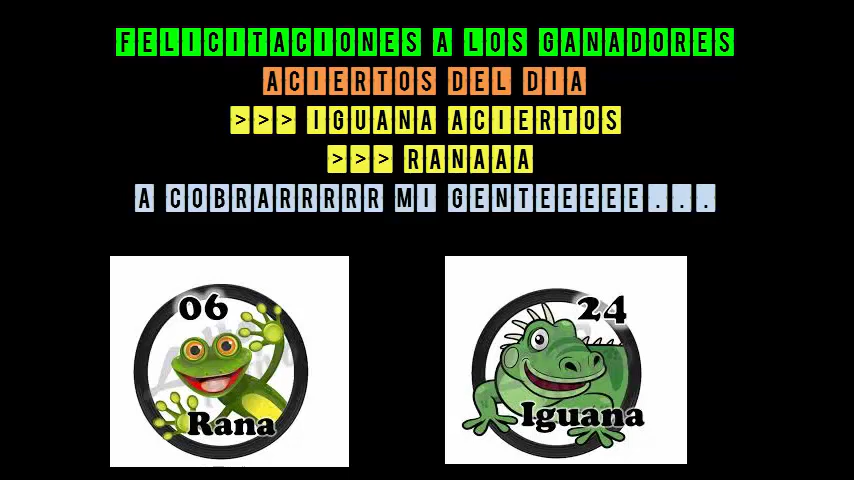 FELICITACIONES A LOS GANADORES
ACIERTOS DEL DIA
>>> IGUANA ACIERTOS
>>> RANAAA
A COBRARRRRR MI GENTEEEEE...
06
Rana
24
Iguana